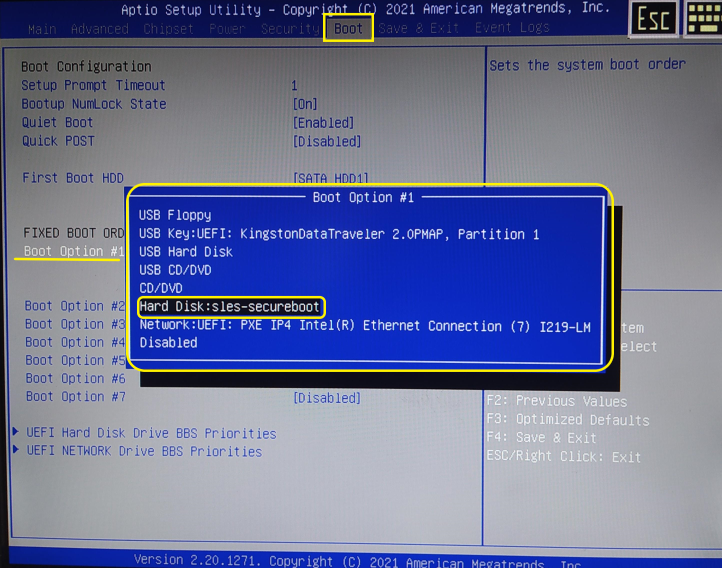 Aptio Setup Utility – Copyright (C) 2021 American Megatrends, Inc.
Esc
Main Advanced Chipset Power Security Boot Save & Exit Event Logs
Boot Configuration
Setup Prompt Timeout 1
Bootup NumLock State [On]
Quiet Boot [Enabled]
Quick POST [Disabled]
First Boot HDD [SATA HDD1]
FIXED BOOT ORD
Boot Option #1
Boot Option #2
Boot Option #3
Boot Option #4
Boot Option #5
Boot Option #6
Boot Option #7 [Disabled]
UEFI Hard Disk Drive BBS Priorities
UEFI NETWORK Drive BBS Priorities
Boot Option #1
USB Floppy
USB Key:UEFI: KingstonDataTraveler 2.0PMAP, Partition 1
USB Hard Disk
USB CD/DVD
CD/DVD
Hard Disk:sles-secureboot
Network:UEFI: PXE IP4 Intel(R) Ethernet Connection (7) I219-LM
Disabled
Sets the system boot order
tem
elect
F2: Previous Values
F3: Optimized Defaults
F4: Save & Exit
ESC/Right Click: Exit
Version 2.20.1271. Copyright (C) 2021 American Megatrends, Inc.